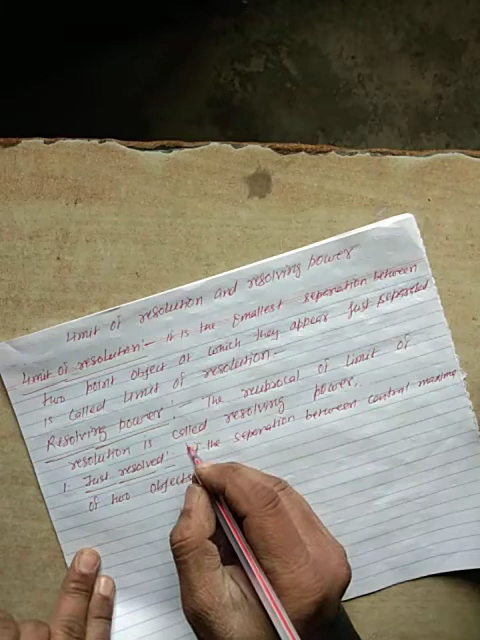 Limit of resolution and resolving power
Limit of resolution:- it is the smallest seperation between
two point object at which they appear just seperated
is called limit of resolution.
Resolving power:- The reciprocal of limit of
resolution is called resolving power.
1. Just resolved: If the separation between central maxima
of two objects